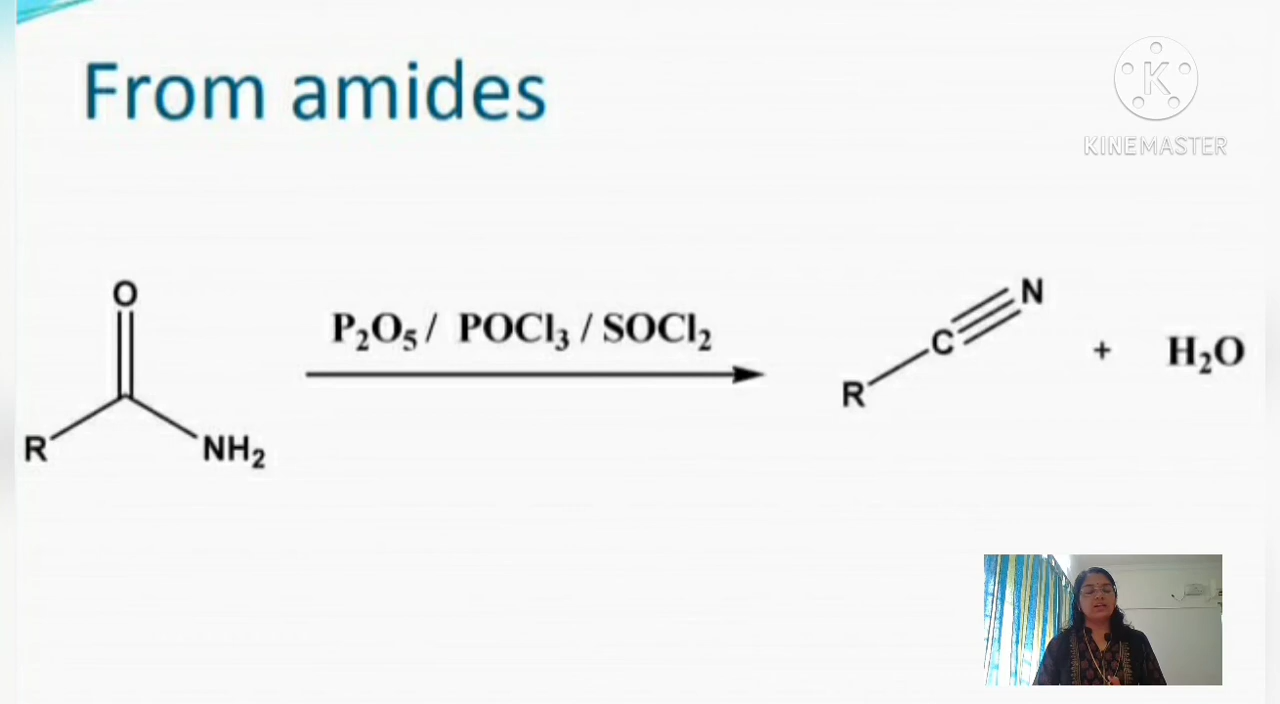 From amides
K
KINEMASTER
O
R
NH₂
P₂O₅ / POCl₃ / SOCl₂
R
C
N
+
H₂O